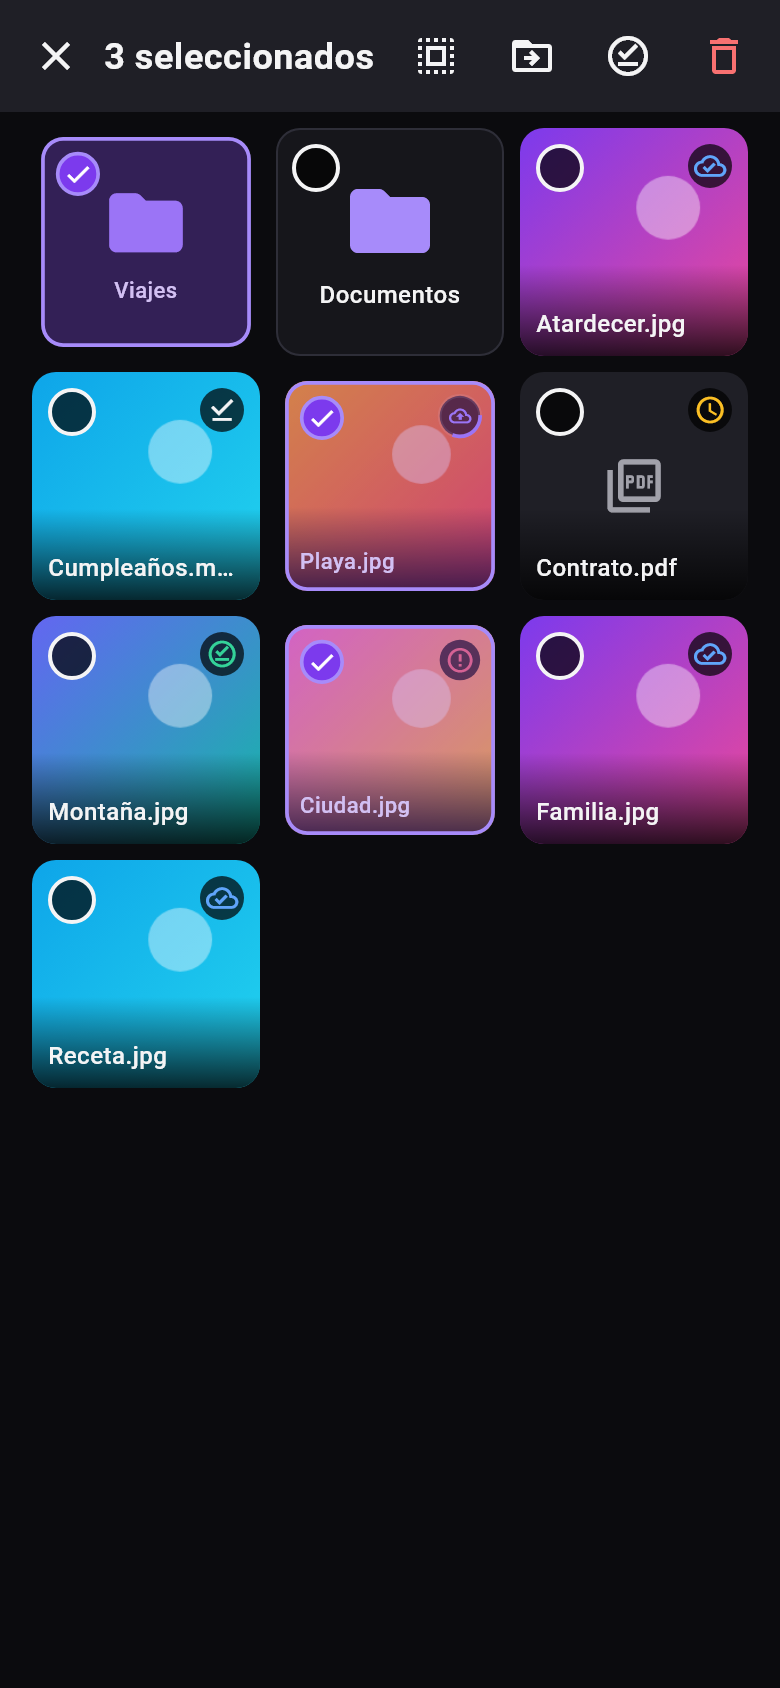 3 seleccionados
Viajes
Documentos
Atardecer.jpg
Cumpleaños.m...
Playa.jpg
PDF
Contrato.pdf
Montaña.jpg
Ciudad.jpg
Familia.jpg
Receta.jpg